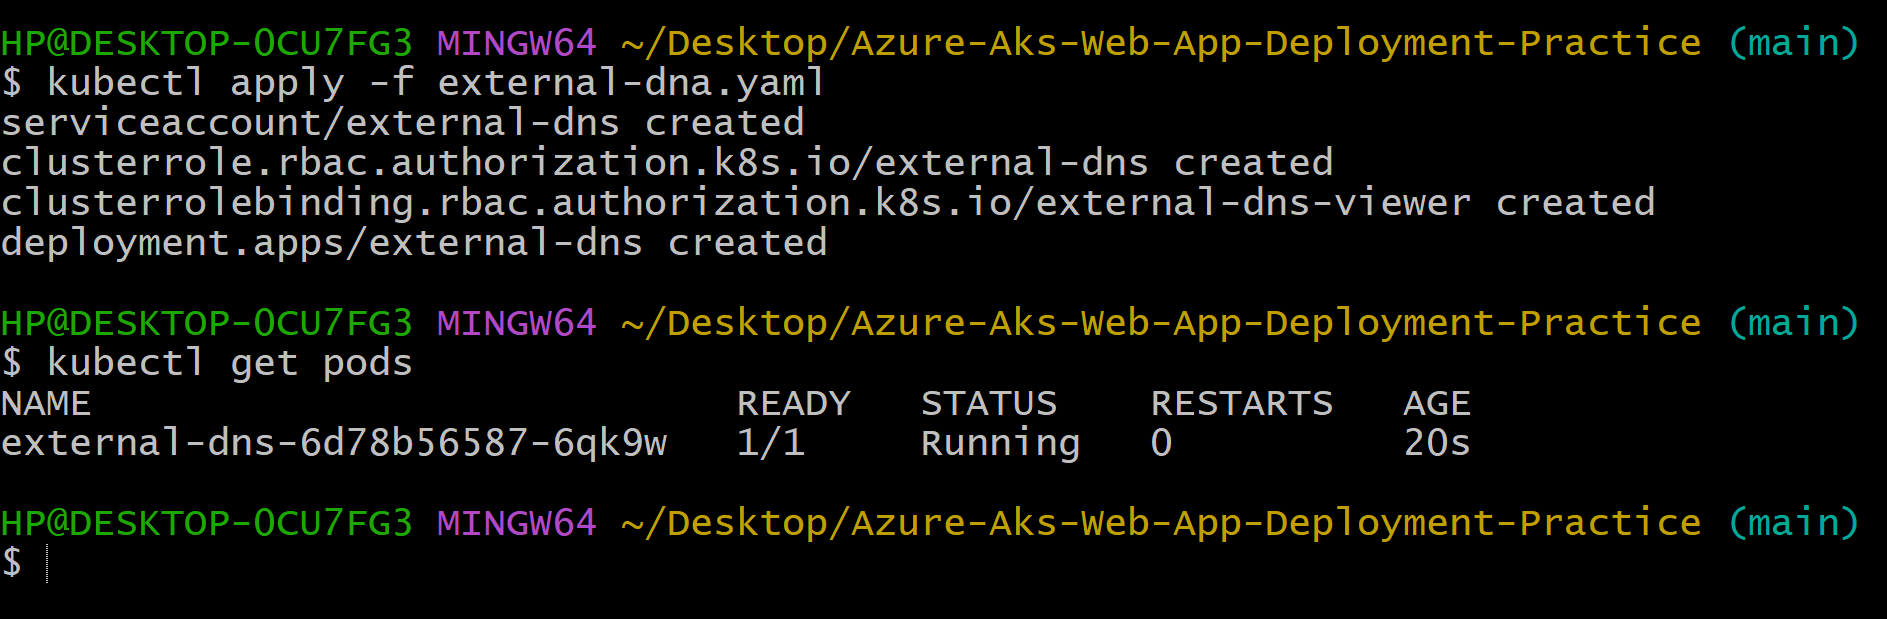 HP@DESKTOP-0CU7FG3 MINGW64 ~/Desktop/Azure-Aks-Web-App-Deployment-Practice (main)
$ kubectl apply -f external-dna.yaml
serviceaccount/external-dns created
clusterrole.rbac.authorization.k8s.io/external-dns created
clusterrolebinding.rbac.authorization.k8s.io/external-dns-viewer created
deployment.apps/external-dns created
HP@DESKTOP-0CU7FG3 MINGW64 ~/Desktop/Azure-Aks-Web-App-Deployment-Practice (main)
$ kubectl get pods
NAME READY STATUS RESTARTS AGE
external-dns-6d78b56587-6qk9w 1/1 Running 0 20s
HP@DESKTOP-0CU7FG3 MINGW64 ~/Desktop/Azure-Aks-Web-App-Deployment-Practice (main)
$